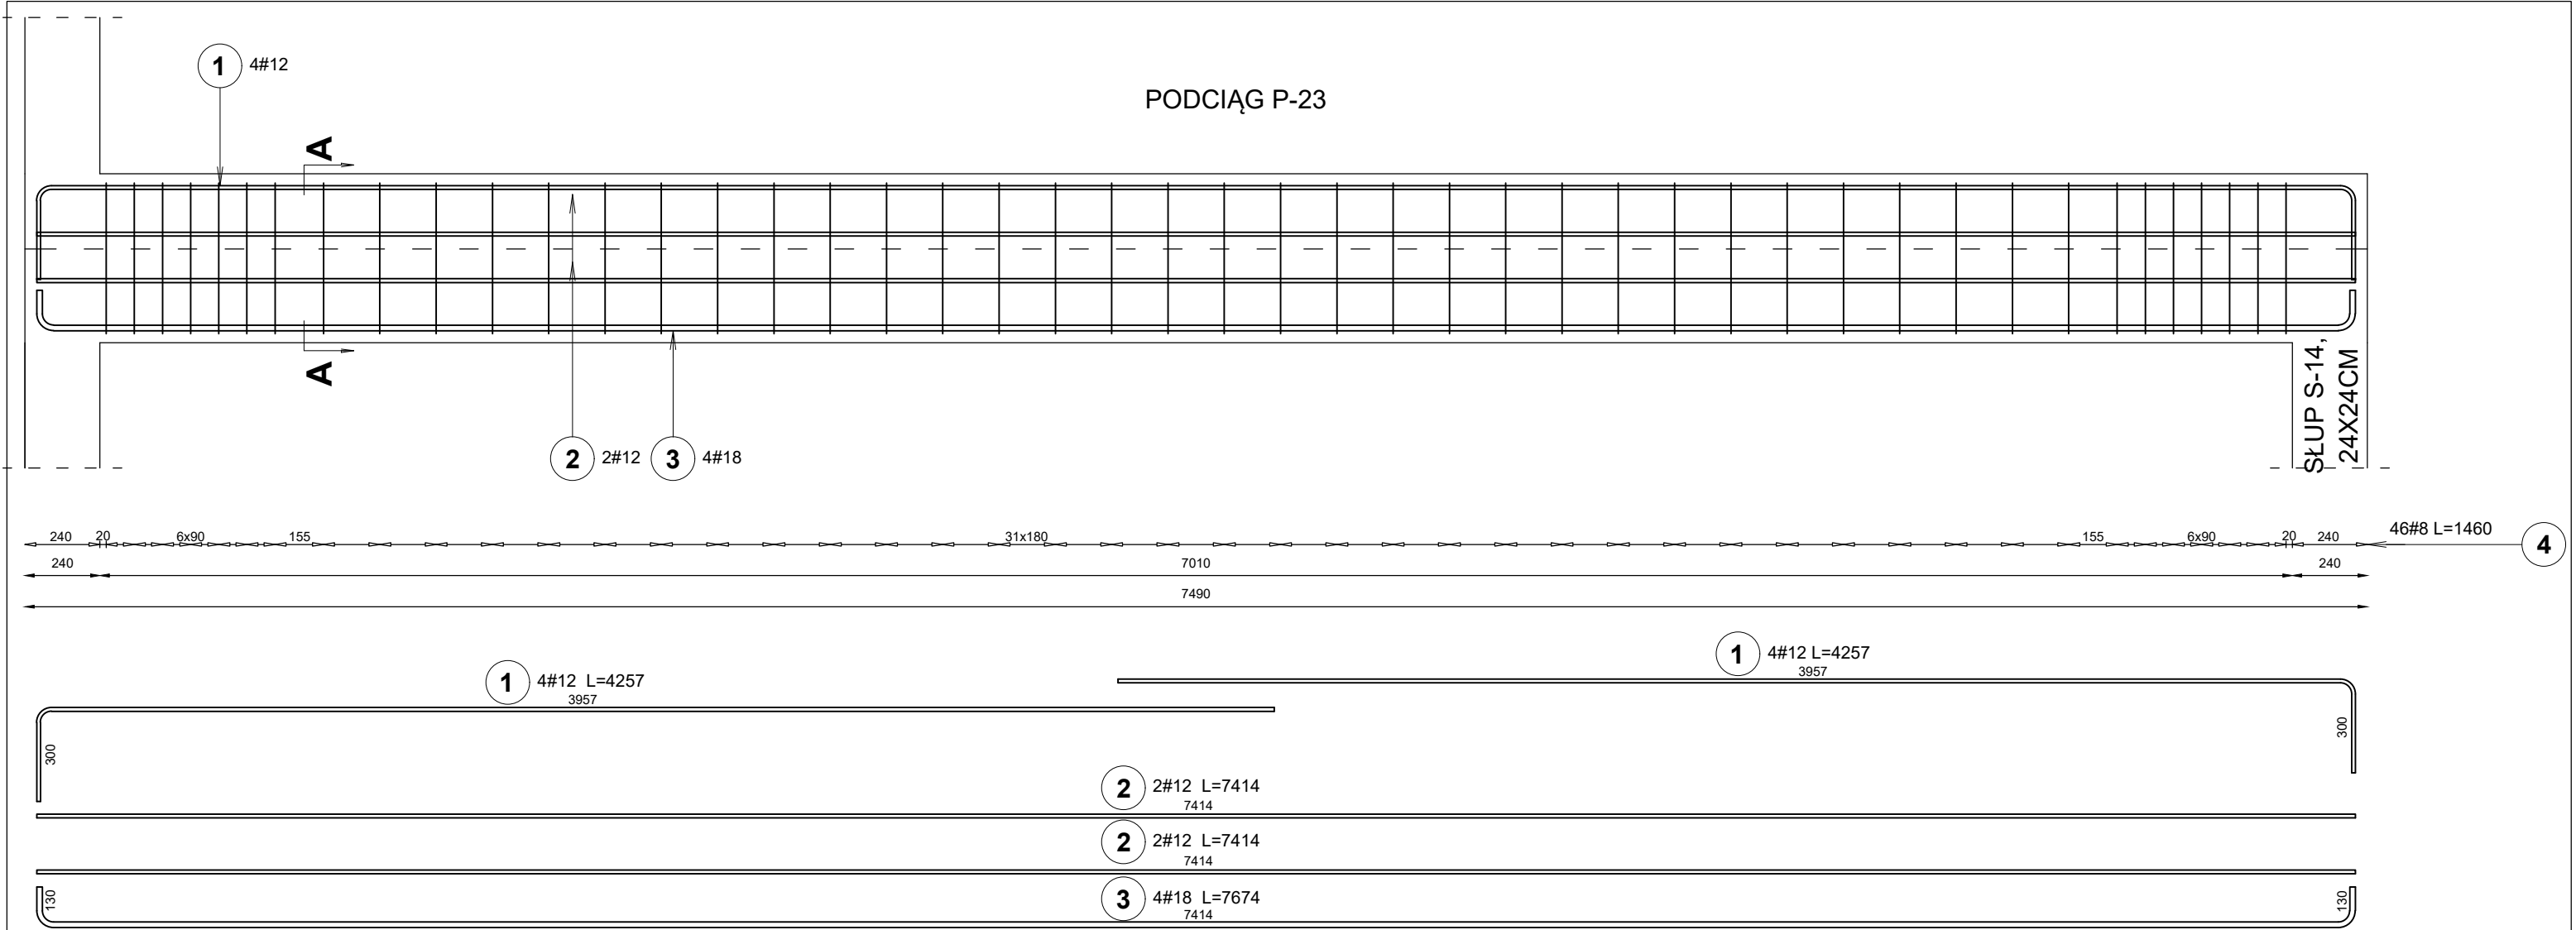 1 4#12
PODCIĄG P-23
A
A
2 2#12 3 4#18
SŁUP S-14,
24X24CM
240 20 6x90 155 31x180 155 6x90 20 240 46#8 L=1460 4
240 7010 240
7490
1 4#12 L=4257
3957
1 4#12 L=4257
3957
300
300
2 2#12 L=7414
7414
2 2#12 L=7414
7414
130
3 4#18 L=7674
7414
130